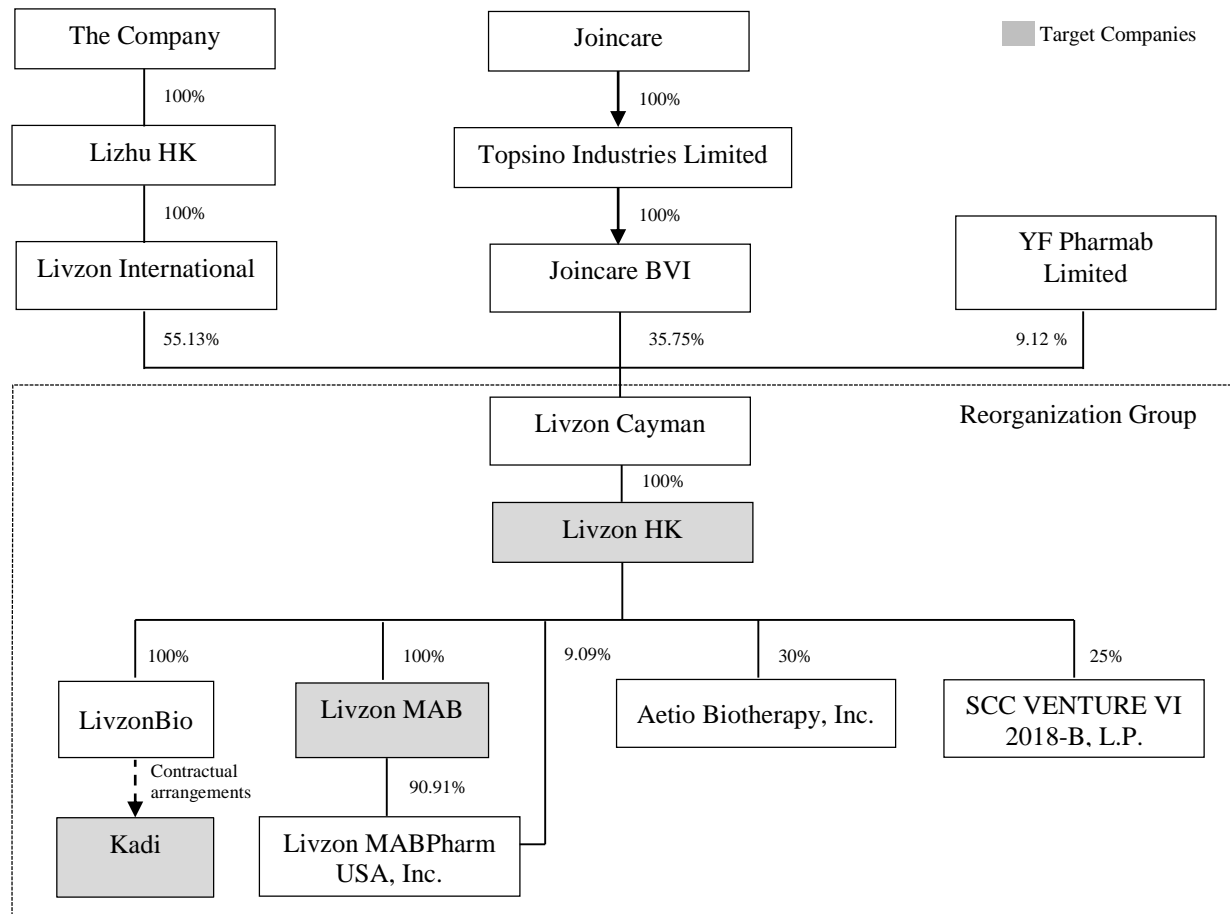 The Company
Joincare
Target Companies
100%
100%
Lizhu HK
Topsino Industries Limited
100%
100%
Livzon International
Joincare BVI
YF Pharmab
Limited
55.13%
35.75%
9.12 %
Reorganization Group
Livzon Cayman
100%
Livzon HK
100%
100%
9.09%
30%
25%
LivzonBio
Livzon MAB
Aetio Biotherapy, Inc.
SCC VENTURE VI
2018-B, L.P.
Contractual
arrangements
90.91%
Kadi
Livzon MABPharm
USA, Inc.